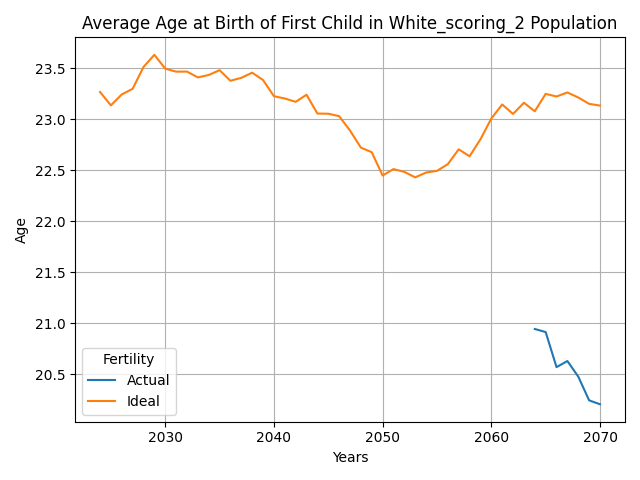 Average Age at Birth of First Child in White_scoring_2 Population
23.5
23.0
22.5
22.0
21.5
21.0
20.5
Age
Fertility
Actual
Ideal
2030 2040 2050 2060 2070
Years